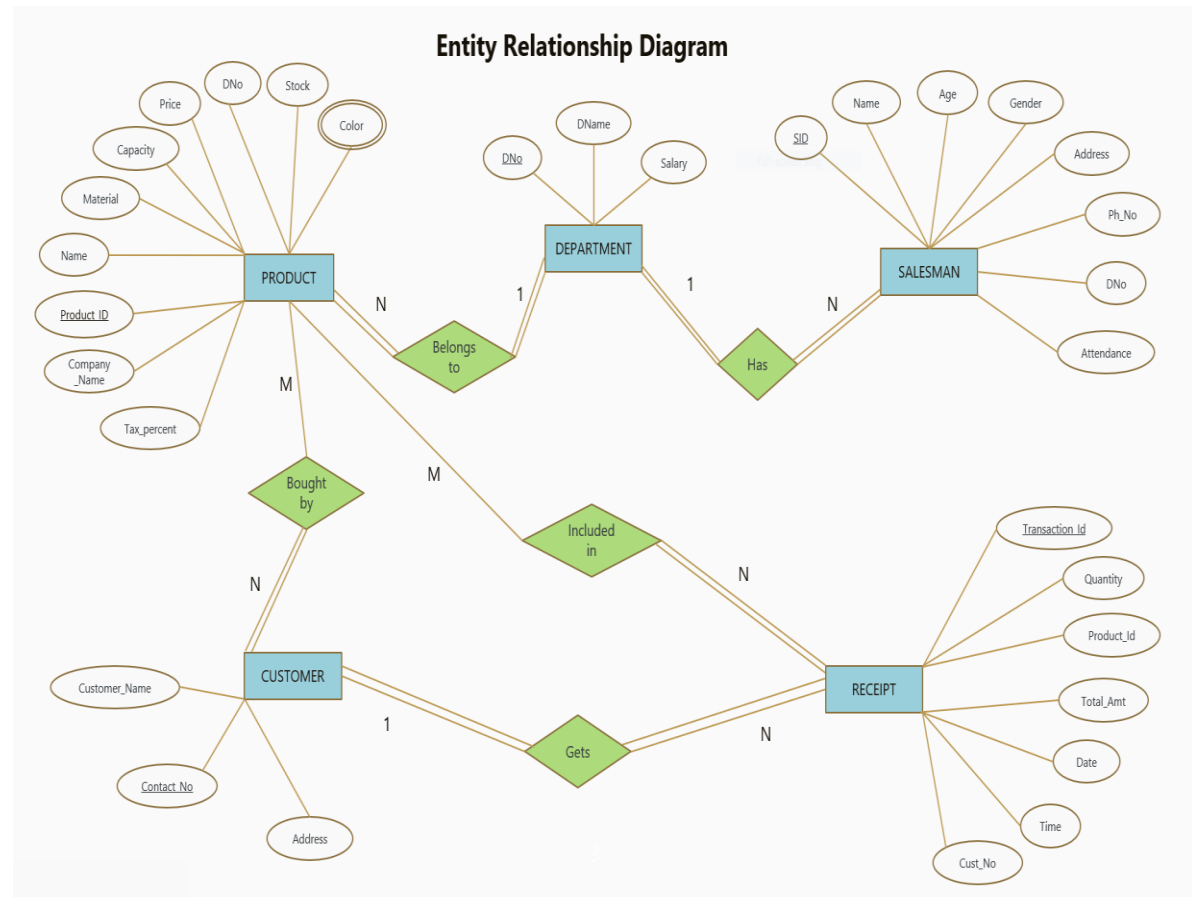 Entity Relationship Diagram
DNo
Stock
Price
Color
Capacity
Material
Name
Product_ID
Company
_Name
Tax_percent
PRODUCT
DName
DNo
Salary
DEPARTMENT
Name
Age
Gender
SID
Address
Ph_No
DNo
Attendance
SALESMAN
N
Belongs
to
1
1
Has
N
M
Bought
by
N
M
Included
in
N
CUSTOMER
Customer_Name
Contact_No
Address
1
Gets
N
RECEIPT
Transaction_Id
Quantity
Product_Id
Total_Amt
Date
Time
Cust_No